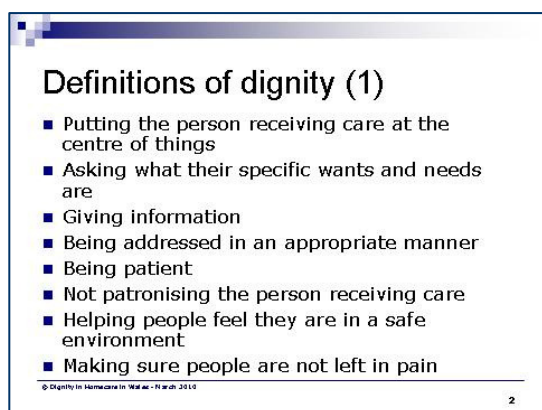 Definitions of dignity (1)
Putting the person receiving care at the
centre of things
Asking what their specific wants and needs
are
Giving information
Being addressed in an appropriate manner
Being patient
Not patronising the person receiving care
Helping people feel they are in a safe
environment
Making sure people are not left in pain
© Dignity in Homecare in Wales - March 2010
2